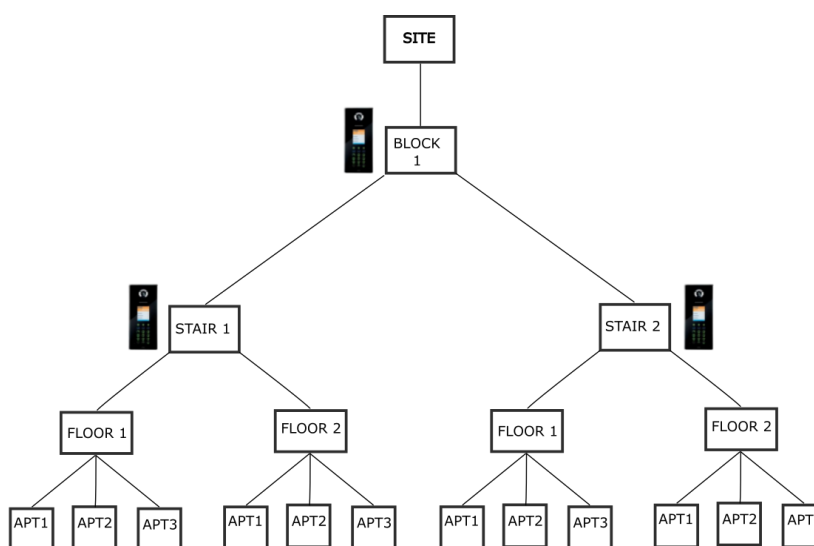 SITE
BLOCK
1
STAIR 1
STAIR 2
FLOOR 1
FLOOR 2
FLOOR 1
FLOOR 2
APT1
APT2
APT3
APT1
APT2
APT3
APT1
APT2
APT3
APT1
APT2
APT